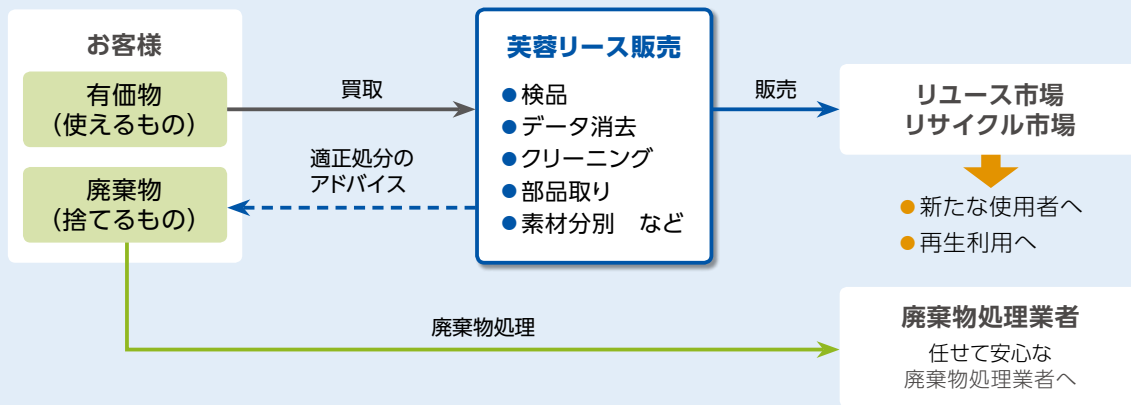 お客様
有価物
（使えるもの）
廃棄物
（捨てるもの）
買取
適正処分の
アドバイス
芙蓉リース販売
●検品
●データ消去
●クリーニング
●部品取り
●素材分別　など
販売
リユース市場
リサイクル市場
●新たな使用者へ
●再生利用へ
廃棄物処理
廃棄物処理業者
任せて安心な
廃棄物処理業者へ